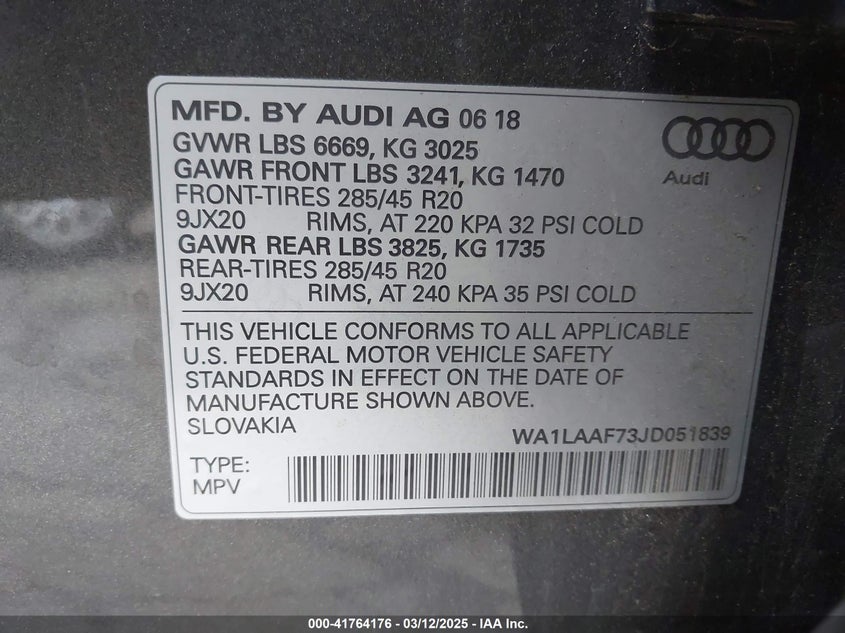 MFD. BY AUDI AG 06 18
GVWR LBS 6669, KG 3025
GAWR FRONT LBS 3241, KG 1470
FRONT-TIRES 285/45 R20
9JX20 RIMS, AT 220 KPA 32 PSI COLD
GAWR REAR LBS 3825, KG 1735
REAR-TIRES 285/45 R20
9JX20 RIMS, AT 240 KPA 35 PSI COLD
Audi
THIS VEHICLE CONFORMS TO ALL APPLICABLE
U.S. FEDERAL MOTOR VEHICLE SAFETY
STANDARDS IN EFFECT ON THE DATE OF
MANUFACTURE SHOWN ABOVE.
SLOVAKIA
WA1LAAF73JD051839
TYPE:
MPV
000-41764176 - 03/12/2025 - IAA Inc.